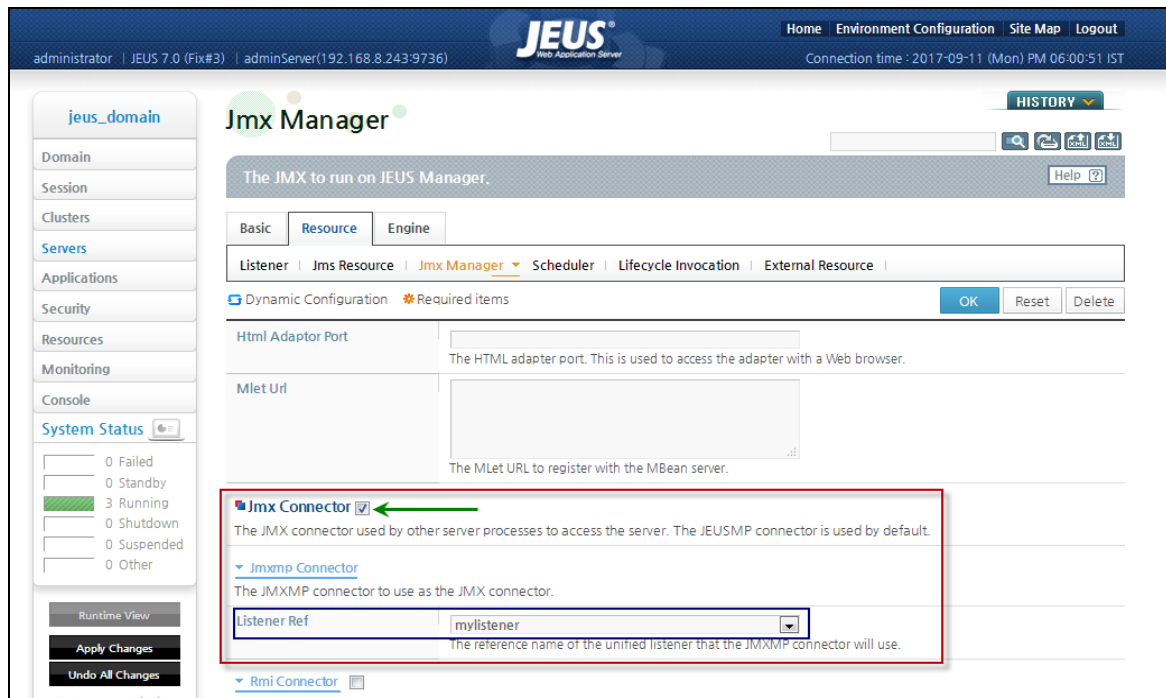 JEUS
Web Application Server
Home Environment Configuration Site Map Logout
administrator | JEUS 7.0 (Fix#3) | adminServer(192.168.8.243:9736)
Connection time : 2017-09-11 (Mon) PM 06:00:51 IST
jeus_domain
Domain
Session
Clusters
Servers
Applications
Security
Resources
Monitoring
Console
System Status
0 Failed
0 Standby
3 Running
0 Shutdown
0 Suspended
0 Other
Runtime View
Apply Changes
Undo All Changes
Jmx Manager
HISTORY
XML XML
The JMX to run on JEUS Manager.
Help ?
Basic Resource Engine
Listener | Jms Resource | Jmx Manager | Scheduler | Lifecycle Invocation | External Resource |
Dynamic Configuration Required items
OK Reset Delete
Html Adaptor Port
The HTML adapter port. This is used to access the adapter with a Web browser.
Mlet Url
The MLet URL to register with the MBean server.
Jmx Connector
The JMX connector used by other server processes to access the server. The JEUSMP connector is used by default.
Jmxmp Connector
The JMXMP connector to use as the JMX connector.
Listener Ref
mylistener
The reference name of the unified listener that the JMXMP connector will use.
Rmi Connector